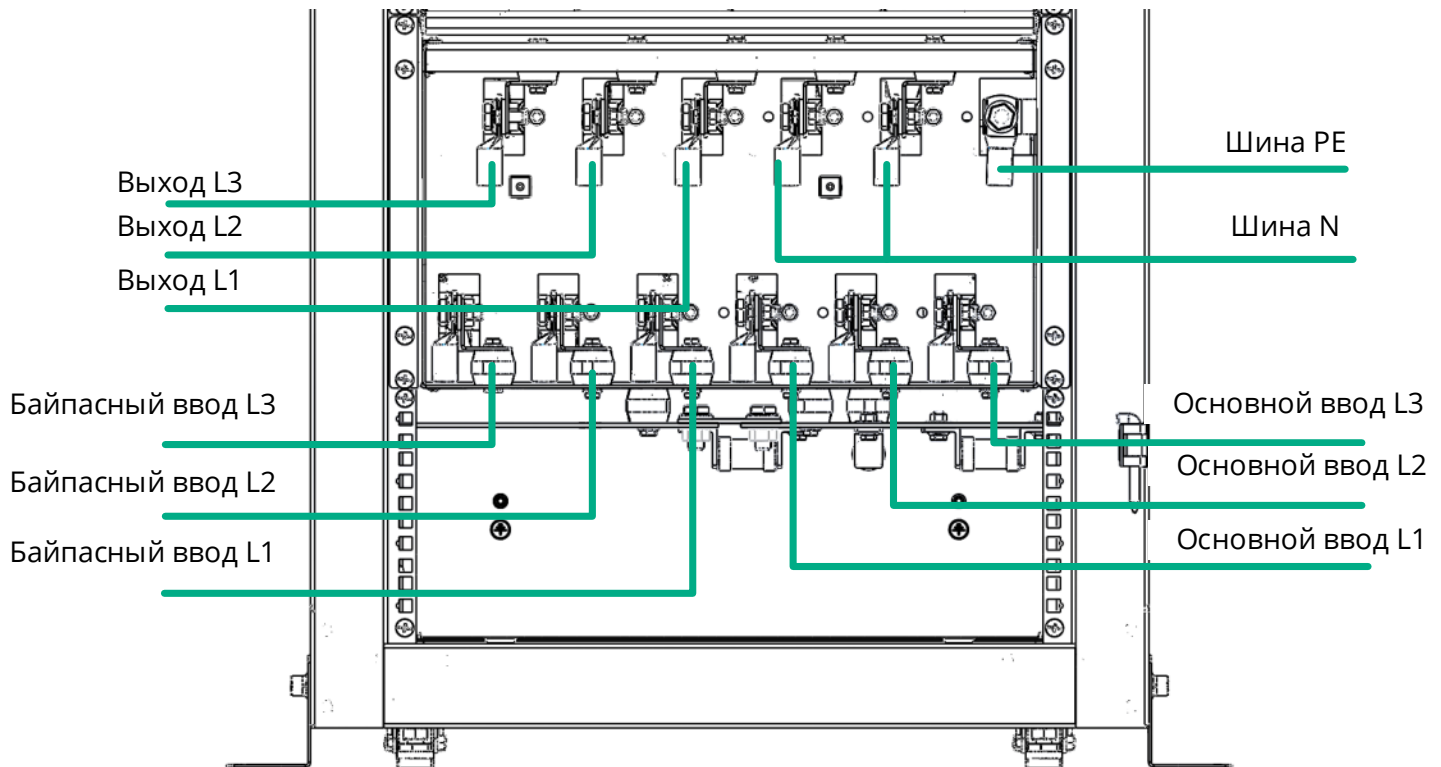 Выход L3
Выход L2
Выход L1
Байпасный ввод L3
Байпасный ввод L2
Байпасный ввод L1
Шина PE
Шина N
Основной ввод L3
Основной ввод L2
Основной ввод L1